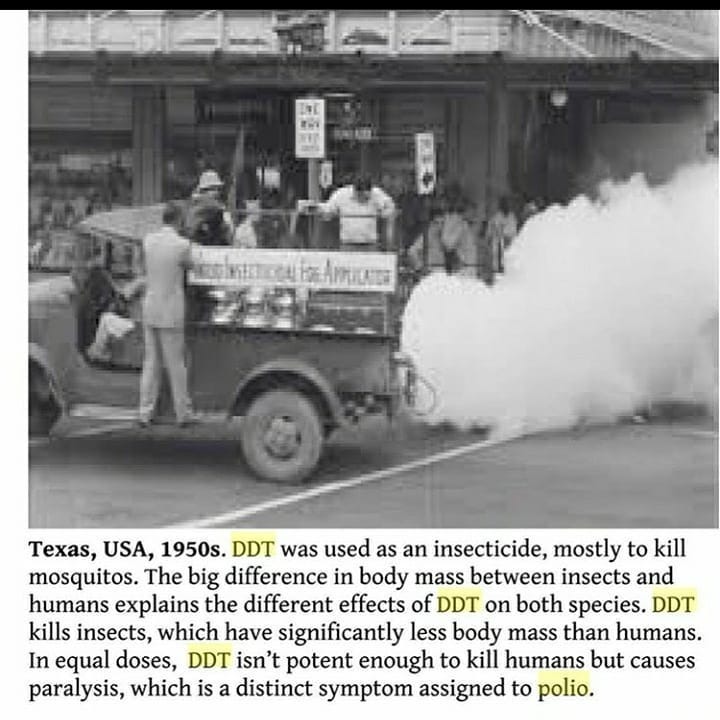 ONE
WAY
INSECTICIDAL FOG APPLICATOR
Texas, USA, 1950s. DDT was used as an insecticide, mostly to kill
mosquitos. The big difference in body mass between insects and
humans explains the different effects of DDT on both species. DDT
kills insects, which have significantly less body mass than humans.
In equal doses, DDT isn't potent enough to kill humans but causes
paralysis, which is a distinct symptom assigned to polio.